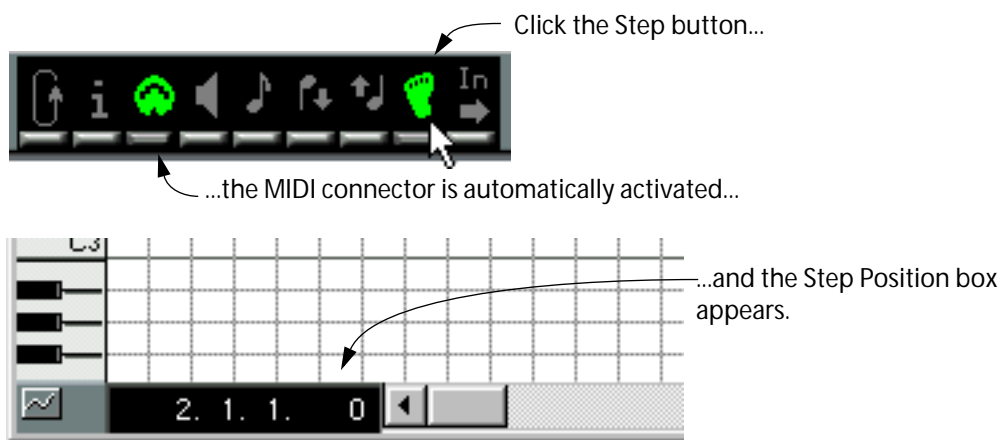 Click the Step button...
i
In
...the MIDI connector is automatically activated...
C3
...and the Step Position box
appears.
2. 1. 1. 0